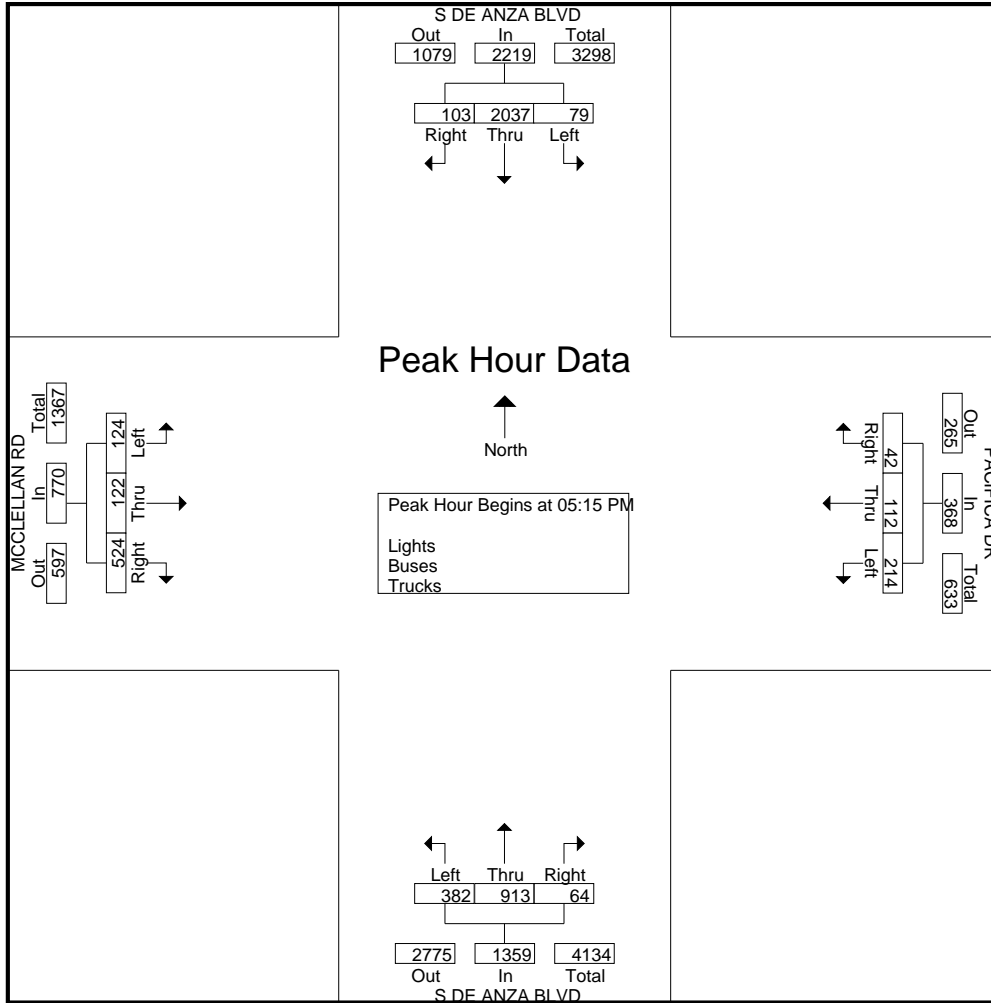 S DE ANZA BLVD
Out In Total
1079 2219 3298
103 2037 79
Right Thru Left
Peak Hour Data
North
Peak Hour Begins at 05:15 PM
Lights
Buses
Trucks
MCCLELLAN RD
Total In Out
1367 770 597
124 122 524
Left Thru Right
Right Thru Left
42 112 214
Out In Total
265 368 633
PACIFICA DR
Left Thru Right
382 913 64
2775 1359 4134
Out In Total
S DE ANZA BLVD